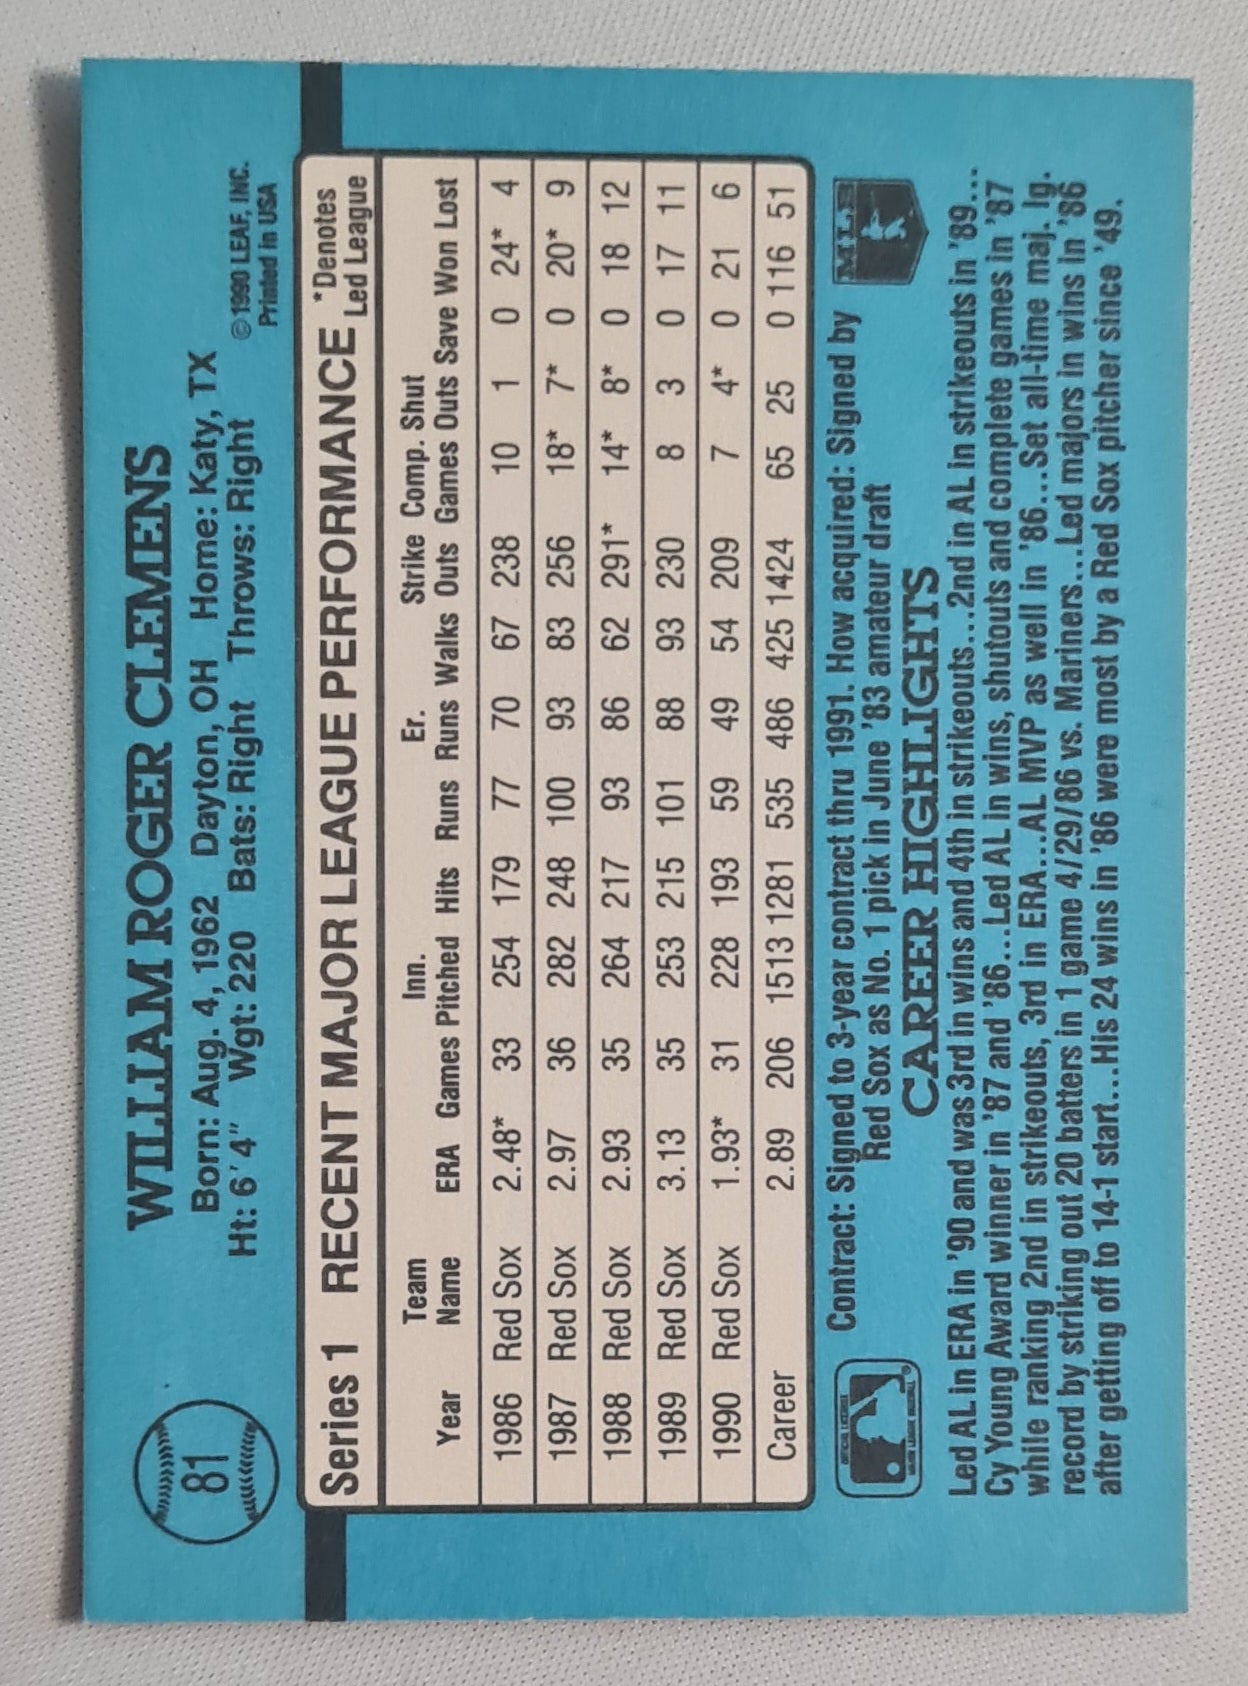 81
WILLIAM ROGER CLEMENS
Born: Aug. 4, 1962 Dayton, OH Home: Katy, TX
Ht: 6'4" Wgt: 220 Bats: Right Throws: Right
©1990 LEAF, INC.
Printed in USA
Series 1 RECENT MAJOR LEAGUE PERFORMANCE *Denotes Led League
Year Team Name ERA Games Inn. Pitched Hits Runs Er. Runs Walks Strike Outs Comp. Games Shut Outs Save Won Lost
1986 Red Sox 2.48* 33 254 179 77 70 67 238 10 1 0 24* 4
1987 Red Sox 2.97 36 282 248 100 93 83 256 18* 7* 0 20* 9
1988 Red Sox 2.93 35 264 217 93 86 62 291* 14* 8* 0 18 12
1989 Red Sox 3.13 35 253 215 101 88 93 230 8 3 0 17 11
1990 Red Sox 1.93* 31 228 193 59 49 54 209 7 4* 0 21 6
Career 2.89 206 1513 1281 535 486 425 1424 65 25 0 116 51
Contract: Signed to 3-year contract thru 1991. How acquired: Signed by
Red Sox as No. 1 pick in June '83 amateur draft
MLB
CAREER HIGHLIGHTS
Led AL in ERA in '90 and was 3rd in wins and 4th in strikeouts...2nd in AL in strikeouts in '89...
Cy Young Award winner in '87 and '86...Led AL in wins, shutouts and complete games in '87
while ranking 2nd in strikeouts, 3rd in ERA...AL MVP as well in '86...Set all-time maj. lg.
record by striking out 20 batters in 1 game 4/29/86 vs. Mariners...Led majors in wins in '86
after getting off to 14-1 start...His 24 wins in '86 were most by a Red Sox pitcher since '49.